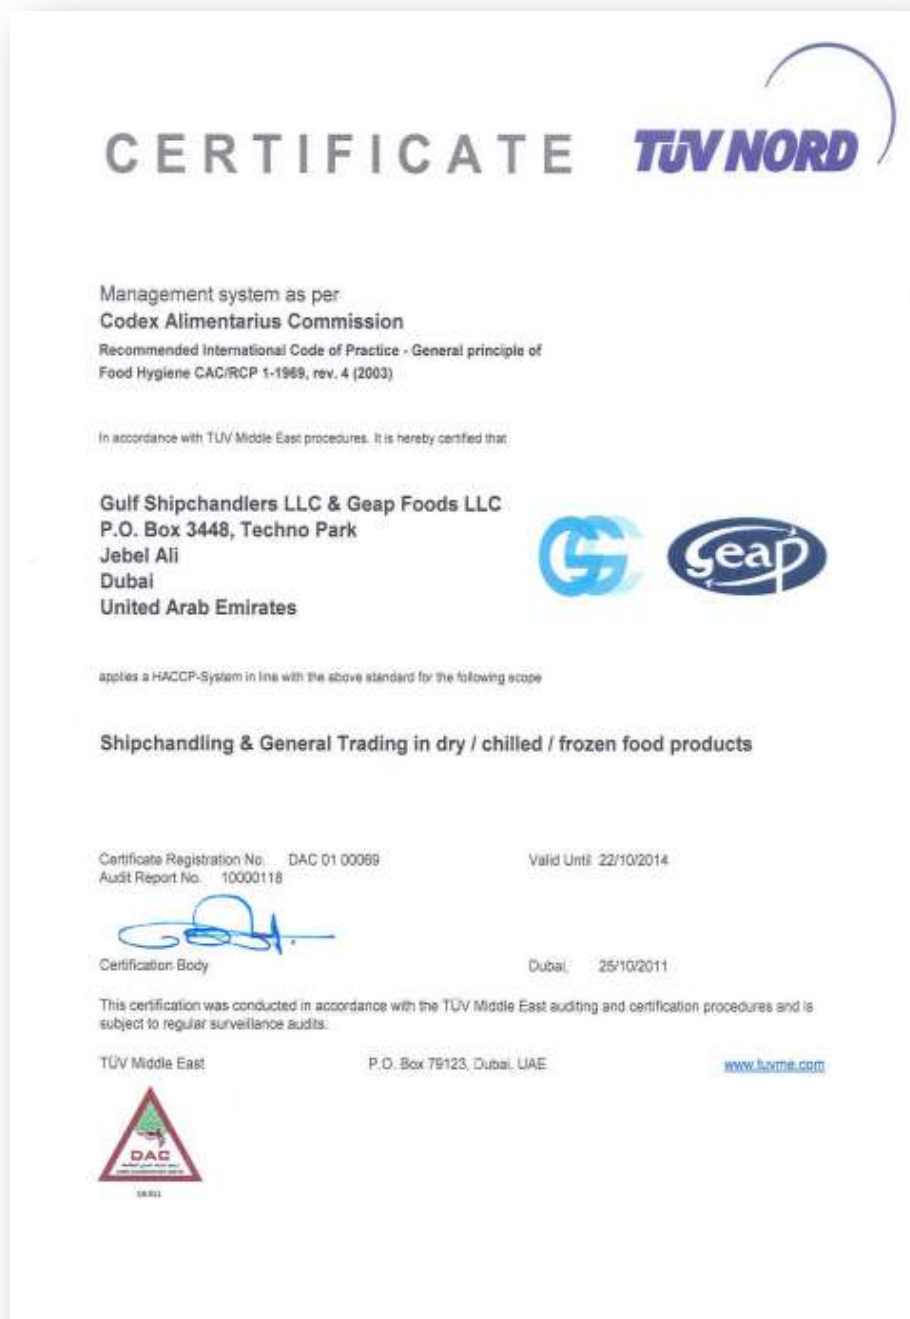 CERTIFICATE
TÜV NORD
Management system as per
Codex Alimentarius Commission
Recommended International Code of Practice - General principle of
Food Hygiene CAC/RCP 1-1969, rev. 4 (2003)
In accordance with TÜV Middle East procedures. It is hereby certified that
Gulf Shipchandlers LLC & Geap Foods LLC
P.O. Box 3448, Techno Park
Jebel Ali
Dubai
United Arab Emirates
geap
applies a HACCP-System in line with the above standard for the following scope
Shipchandling & General Trading in dry / chilled / frozen food products
Certificate Registration No. DAC 01 00069 Valid Until 22/10/2014
Audit Report No. 10000118
Certification Body Dubai, 25/10/2011
This certification was conducted in accordance with the TÜV Middle East auditing and certification procedures and is
subject to regular surveillance audits.
TÜV Middle East P.O. Box 79123, Dubai, UAE www.tuvme.com
DAC